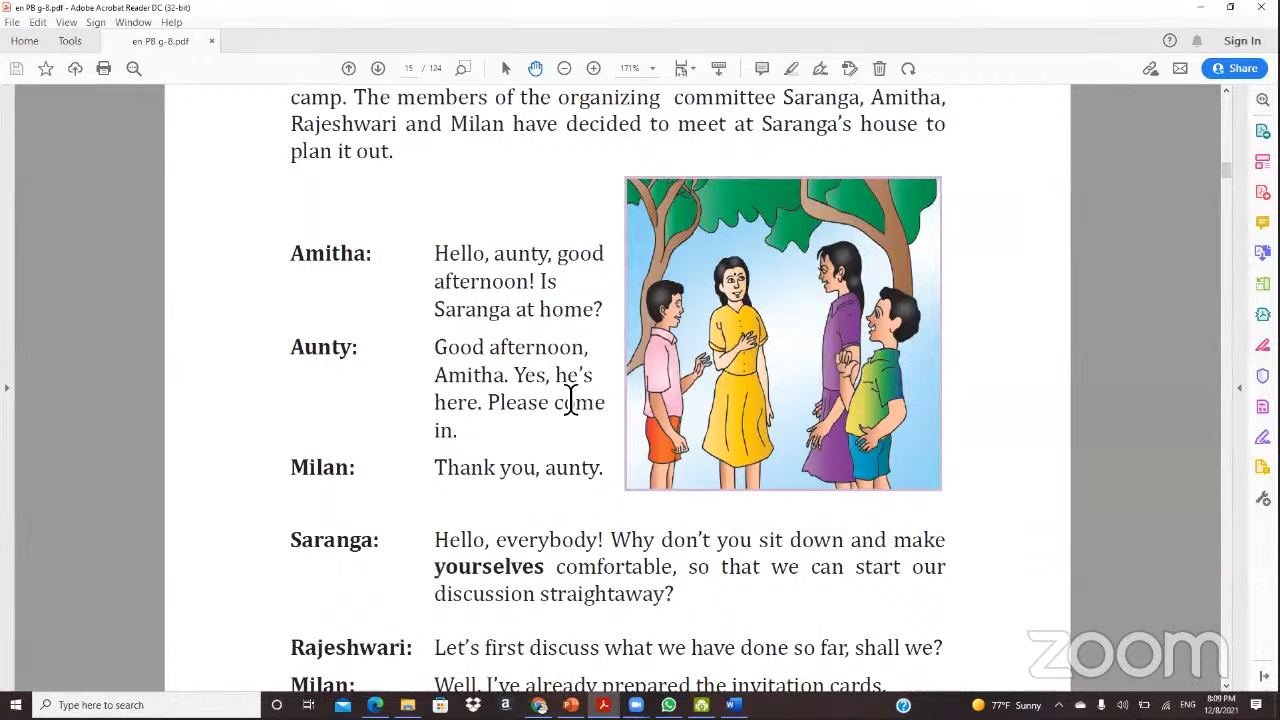 en PB g-8.pdf - Adobe Acrobat Reader DC (32-bit)
File Edit View Sign Window Help
Home Tools en PB g-8.pdf × Sign In
15 / 124 171% Share
camp. The members of the organizing committee Saranga, Amitha,
Rajeshwari and Milan have decided to meet at Saranga's house to
plan it out.
Amitha: Hello, aunty, good
afternoon! Is
Saranga at home?
Aunty: Good afternoon,
Amitha. Yes, he's
here. Please come
in.
Milan: Thank you, aunty.
Saranga: Hello, everybody! Why don't you sit down and make
yourselves comfortable, so that we can start our
discussion straightaway?
Rajeshwari: Let's first discuss what we have done so far, shall we?
Milan: Well, I've already prepared the invitation cards.
zoom
Type here to search
77°F Sunny
8:09 PM
12/8/2021